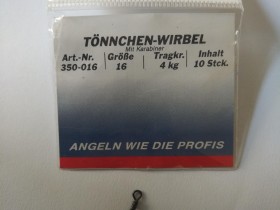 TÖNNCHEN-WIRBEL
Mit Karabiner
Art.-Nr. Größe Tragkr. Inhalt
350-016 16 4 kg 10 Stck.
ANGELN WIE DIE PROFIS